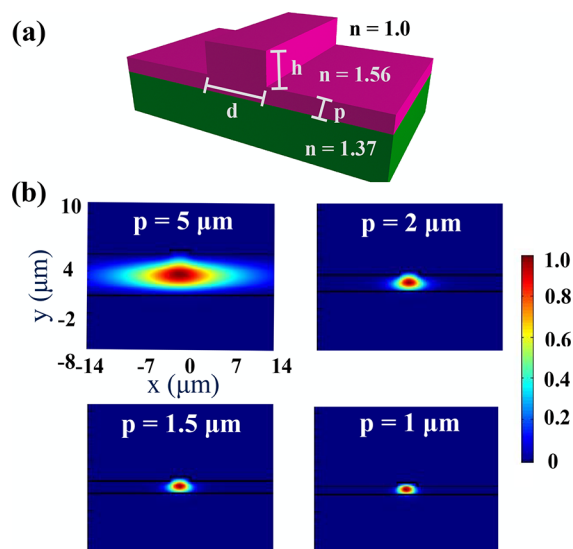 (a)
n = 1.0
h
n = 1.56
d
p
n = 1.37
(b)
10
4
-2
-8
y (μm)
p = 5 μm
p = 2 μm
-14 -7 0 7 14
x (μm)
1.0
0.8
0.6
0.4
0.2
0
p = 1.5 μm
p = 1 μm